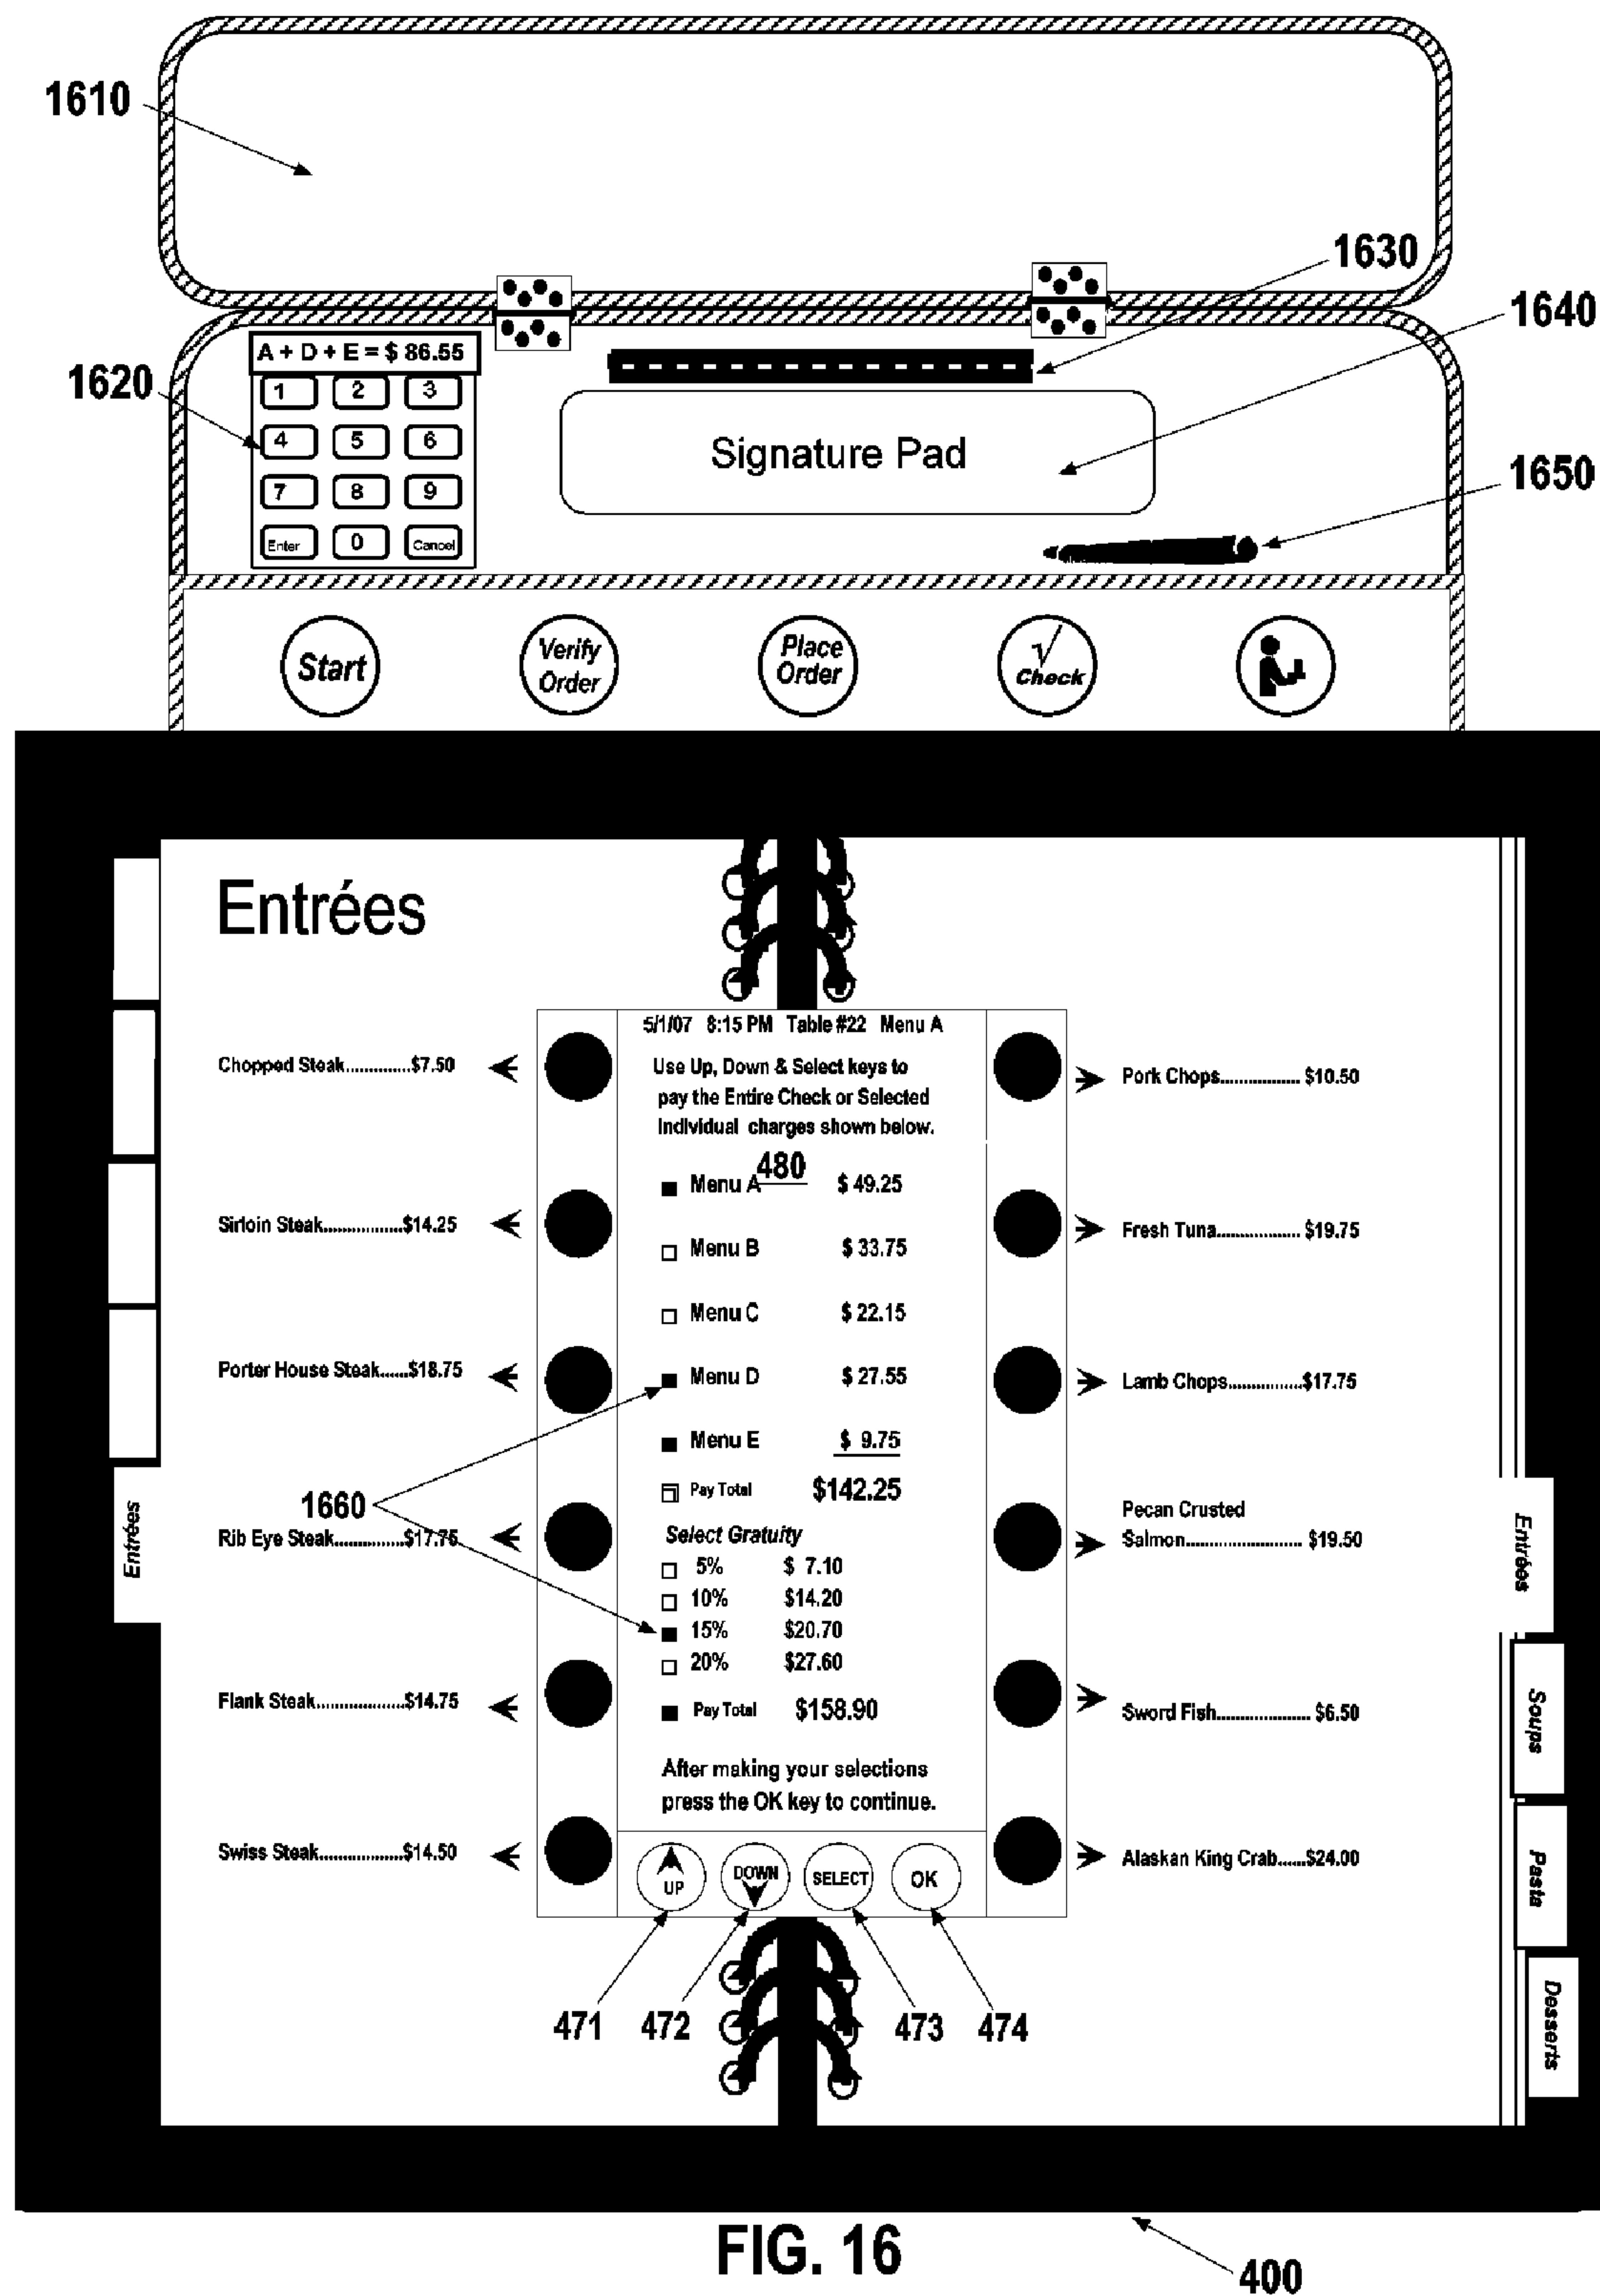 1610
1630
1640
A + D + E = $ 86.55
1620
1 2 3
4 5 6
7 8 9
Enter 0 Cancel
Signature Pad
1650
Start
Verify
Order
Place
Order
√
Check
Entrées
5/1/07 8:15 PM Table #22 Menu A
Use Up, Down & Select keys to
pay the Entire Check or Selected
Individual charges shown below.
480
Menu A $ 49.25
Menu B $ 33.75
Menu C $ 22.15
Menu D $ 27.55
Menu E $ 9.75
Pay Total $142.25
Select Gratuity
5% $ 7.10
10% $14.20
15% $20.70
20% $27.60
Pay Total $158.90
After making your selections
press the OK key to continue.
UP DOWN SELECT OK
Chopped Steak..............$7.50
Sirloin Steak.................$14.25
Porter House Steak......$18.75
1660
Rib Eye Steak...............$17.75
Flank Steak...................$14.75
Swiss Steak..................$14.50
Pork Chops................. $10.50
Fresh Tuna.................. $19.75
Lamb Chops................$17.75
Pecan Crusted
Salmon......................... $19.50
Sword Fish.................... $6.50
Alaskan King Crab......$24.00
Entrées
Entrées
Soups
Pasta
Desserts
471 472 473 474
FIG. 16
400